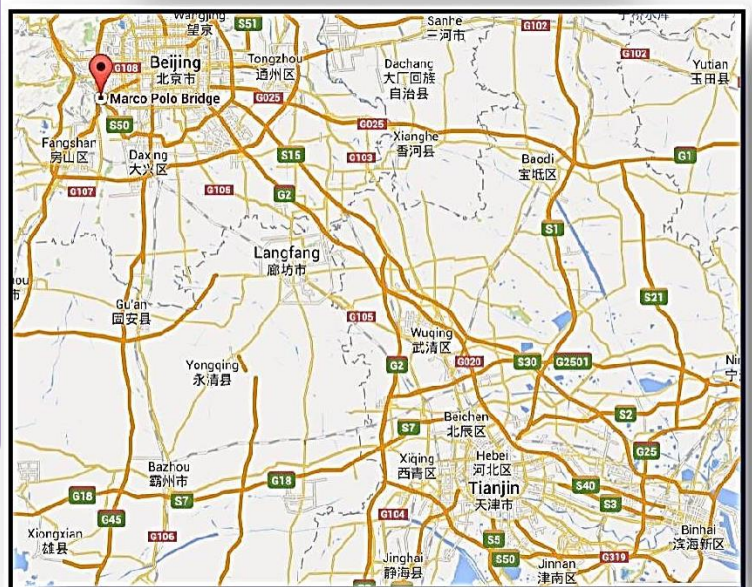 Wangjing
望京
S51
Sanhe
三河市
G102
G108
Beijing
北京市
Tongzhou
通州区
Dachang
大厂回族
自治县
G102
Yutian
玉田县
Marco Polo Bridge
G025
S50
G025
Fangshan
房山区
Daxing
大兴区
S15
G103
Xianghe
香河县
Baodi
宝坻区
G1
G107
G105
G2
S1
Langfang
廊坊市
市
S21
Gu'an
固安县
G105
Wuqing
武清区
Yongqing
永清县
G2
G020
S30
G2501
Beichen
北辰区
S7
S2
Bazhou
霸州市
G18
Xiqing
西青区
Hebei
河北区
G25
G18
S7
Tianjin
天津市
S40
S3
G45
G104
Xiongxian
雄县
G106
S5
Binhai
滨海新区
Jinghai
静海县
S50
Jinnan
津南区
G319